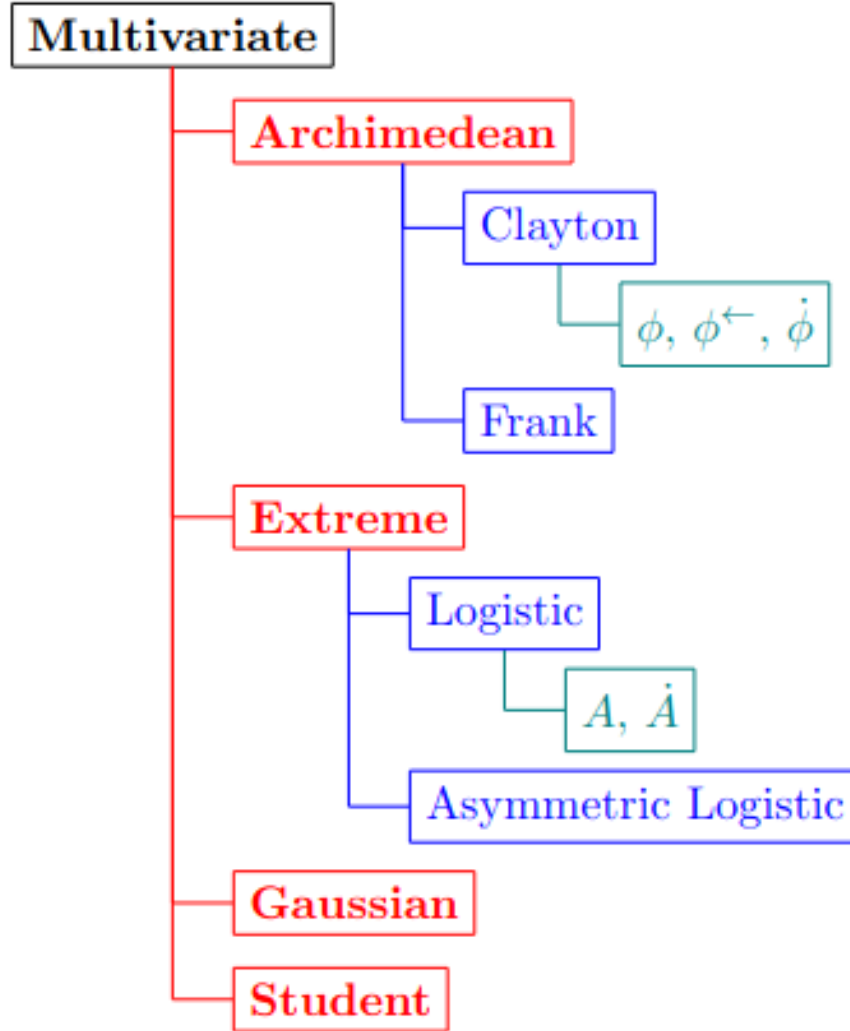 Multivariate
Archimedean
Clayton
ϕ, ϕ←, ϕ̇
Frank
Extreme
Logistic
A, Ȧ
Asymmetric Logistic
Gaussian
Student